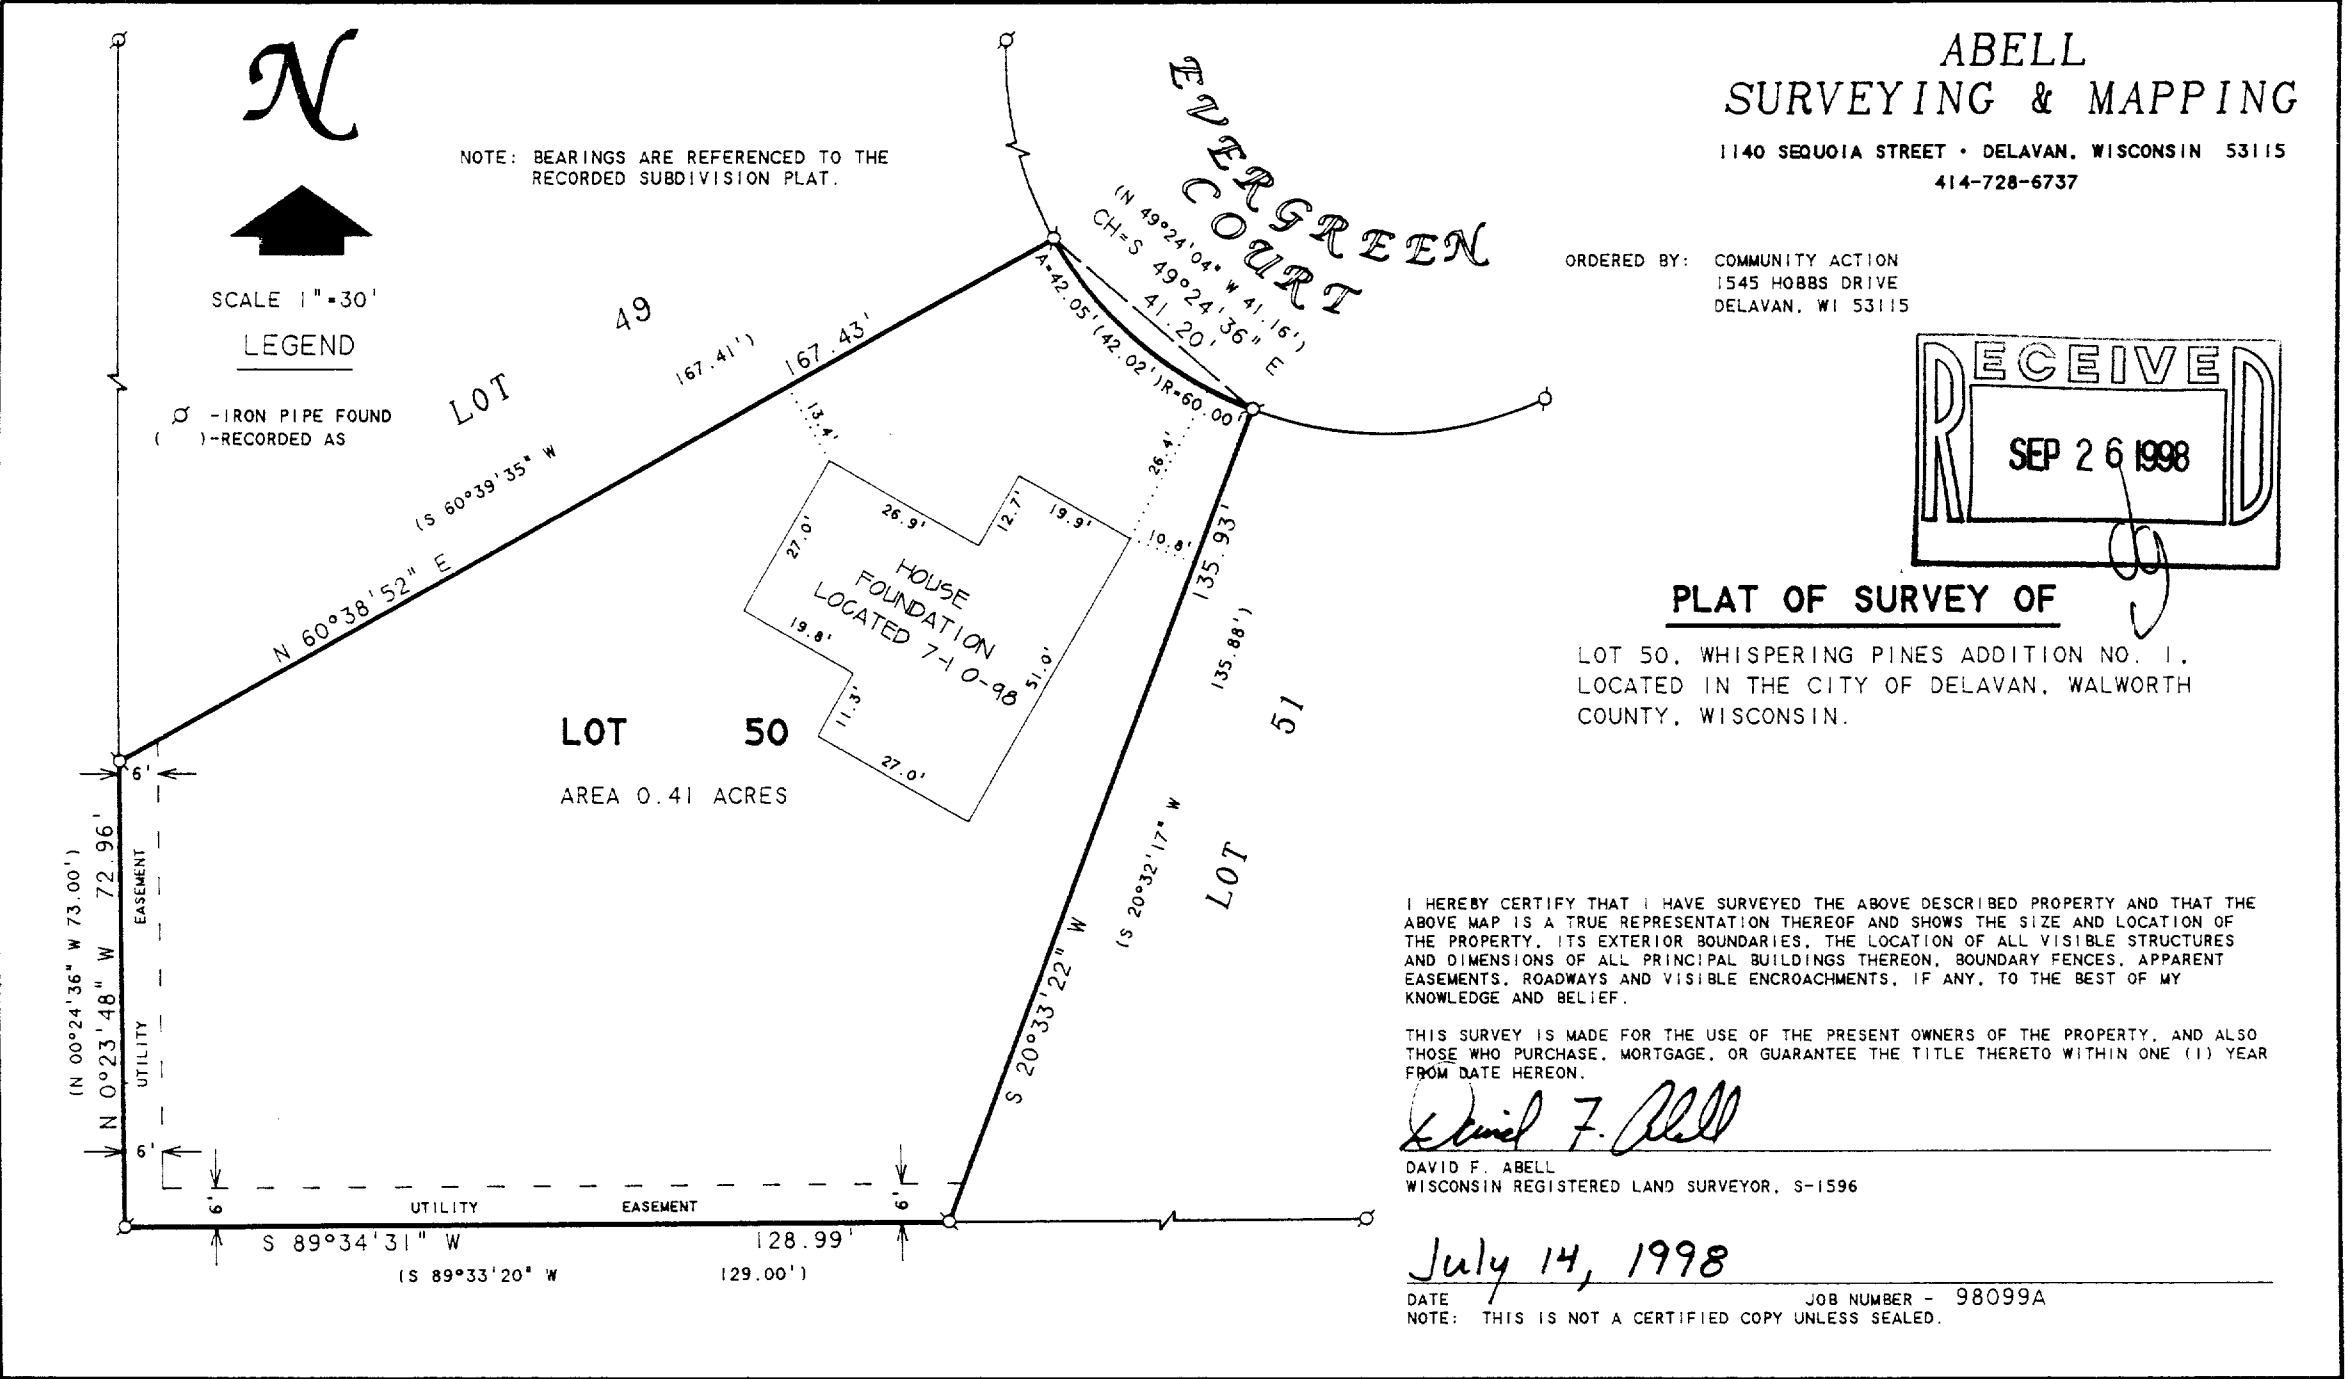 N
SCALE 1"=30'
LEGEND
Ø -IRON PIPE FOUND
( )-RECORDED AS
NOTE: BEARINGS ARE REFERENCED TO THE
RECORDED SUBDIVISION PLAT.
EVERGREEN
COURT
(N 49°24'04" W 41.16')
CH=S 49°24'36" E
41.20'
A=42.05'(42.02')R=60.00'
LOT 49
167.41')
167.43'
(S 60°39'35" W
N 60°38'52" E
13.4'
26.4'
10.8'
26.9'
12.7'
19.9'
27.0'
19.8'
11.3'
27.0'
51.0'
HOUSE
FOUNDATION
LOCATED 7-10-98
135.93'
135.88')
LOT 51
(S 20°32'17" W
S 20°33'22" W
LOT 50
AREA 0.41 ACRES
6'
(N 00°24'36" W 73.00')
N 0°23'48" W 72.96'
UTILITY EASEMENT
6'
6'
UTILITY EASEMENT
6'
S 89°34'31" W 128.99'
(S 89°33'20" W 129.00')
ABELL
SURVEYING & MAPPING
1140 SEQUOIA STREET • DELAVAN, WISCONSIN 53115
414-728-6737
ORDERED BY: COMMUNITY ACTION
1545 HOBBS DRIVE
DELAVAN, WI 53115
RECEIVED
SEP 26 1998
PLAT OF SURVEY OF
LOT 50, WHISPERING PINES ADDITION NO. 1,
LOCATED IN THE CITY OF DELAVAN, WALWORTH
COUNTY, WISCONSIN.
I HEREBY CERTIFY THAT I HAVE SURVEYED THE ABOVE DESCRIBED PROPERTY AND THAT THE
ABOVE MAP IS A TRUE REPRESENTATION THEREOF AND SHOWS THE SIZE AND LOCATION OF
THE PROPERTY, ITS EXTERIOR BOUNDARIES, THE LOCATION OF ALL VISIBLE STRUCTURES
AND DIMENSIONS OF ALL PRINCIPAL BUILDINGS THEREON, BOUNDARY FENCES, APPARENT
EASEMENTS, ROADWAYS AND VISIBLE ENCROACHMENTS, IF ANY, TO THE BEST OF MY
KNOWLEDGE AND BELIEF.
THIS SURVEY IS MADE FOR THE USE OF THE PRESENT OWNERS OF THE PROPERTY, AND ALSO
THOSE WHO PURCHASE, MORTGAGE, OR GUARANTEE THE TITLE THERETO WITHIN ONE (1) YEAR
FROM DATE HEREON.
David F. Abell
DAVID F. ABELL
WISCONSIN REGISTERED LAND SURVEYOR, S-1596
July 14, 1998
DATE JOB NUMBER - 98099A
NOTE: THIS IS NOT A CERTIFIED COPY UNLESS SEALED.